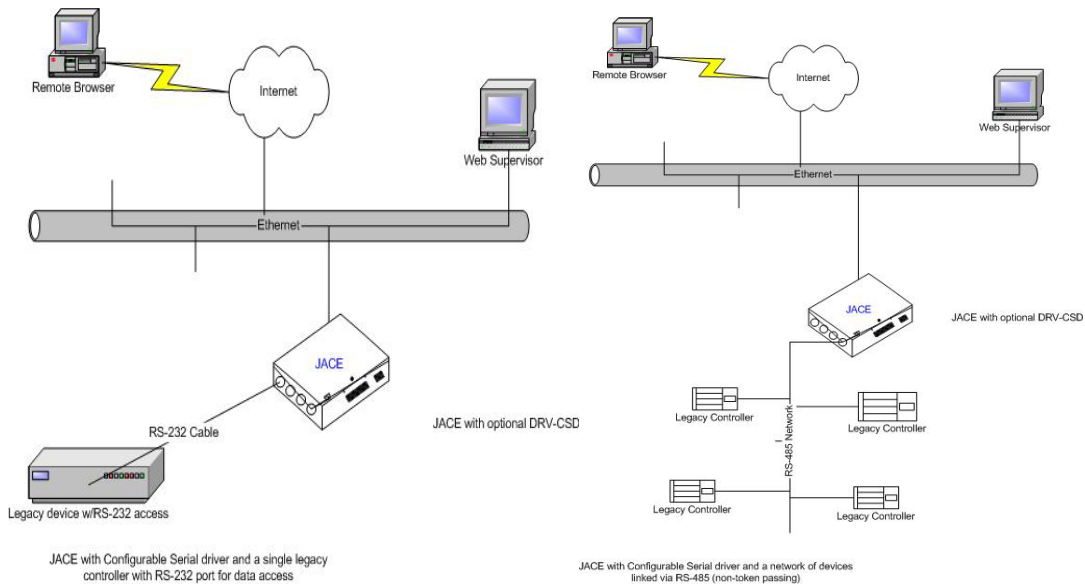 Remote Browser
Internet
Web Supervisor
Ethernet
JACE
RS-232 Cable
JACE with optional DRV-CSD
Legacy device w/RS-232 access
JACE with Configurable Serial driver and a single legacy
controller with RS-232 port for data access
Remote Browser
Internet
Web Supervisor
Ethernet
JACE
JACE with optional DRV-CSD
Legacy Controller
Legacy Controller
RS-485 Network
Legacy Controller
Legacy Controller
JACE with Configurable Serial driver and a network of devices
linked via RS-485 (non-token passing)